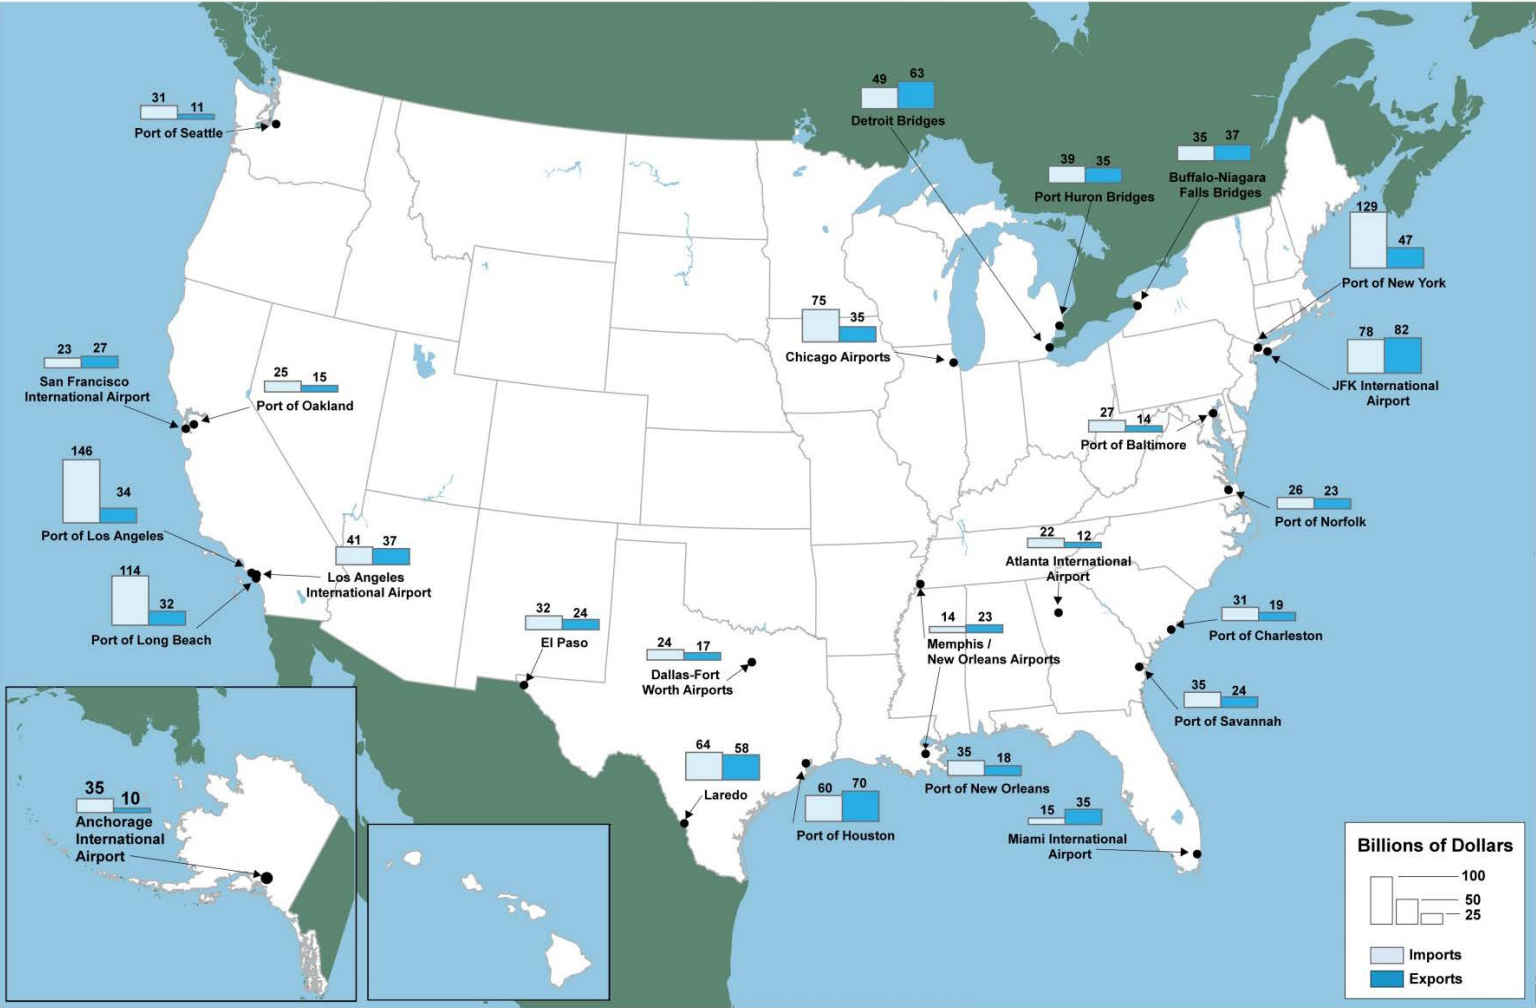 31 11
Port of Seattle
49 63
Detroit Bridges
39 35
Port Huron Bridges
35 37
Buffalo-Niagara
Falls Bridges
129
47
Port of New York
75
35
Chicago Airports
78 82
JFK International
Airport
23 27
San Francisco
International Airport
25 15
Port of Oakland
27 14
Port of Baltimore
146
34
Port of Los Angeles
26 23
Port of Norfolk
41 37
Los Angeles
International Airport
22 12
Atlanta International
Airport
114
32
Port of Long Beach
32 24
El Paso
24 17
Dallas-Fort
Worth Airports
14 23
Memphis /
New Orleans Airports
31 19
Port of Charleston
35 24
Port of Savannah
64 58
Laredo
60 70
Port of Houston
35 18
Port of New Orleans
15 35
Miami International
Airport
35 10
Anchorage
International
Airport
Billions of Dollars
100
50
25
Imports
Exports